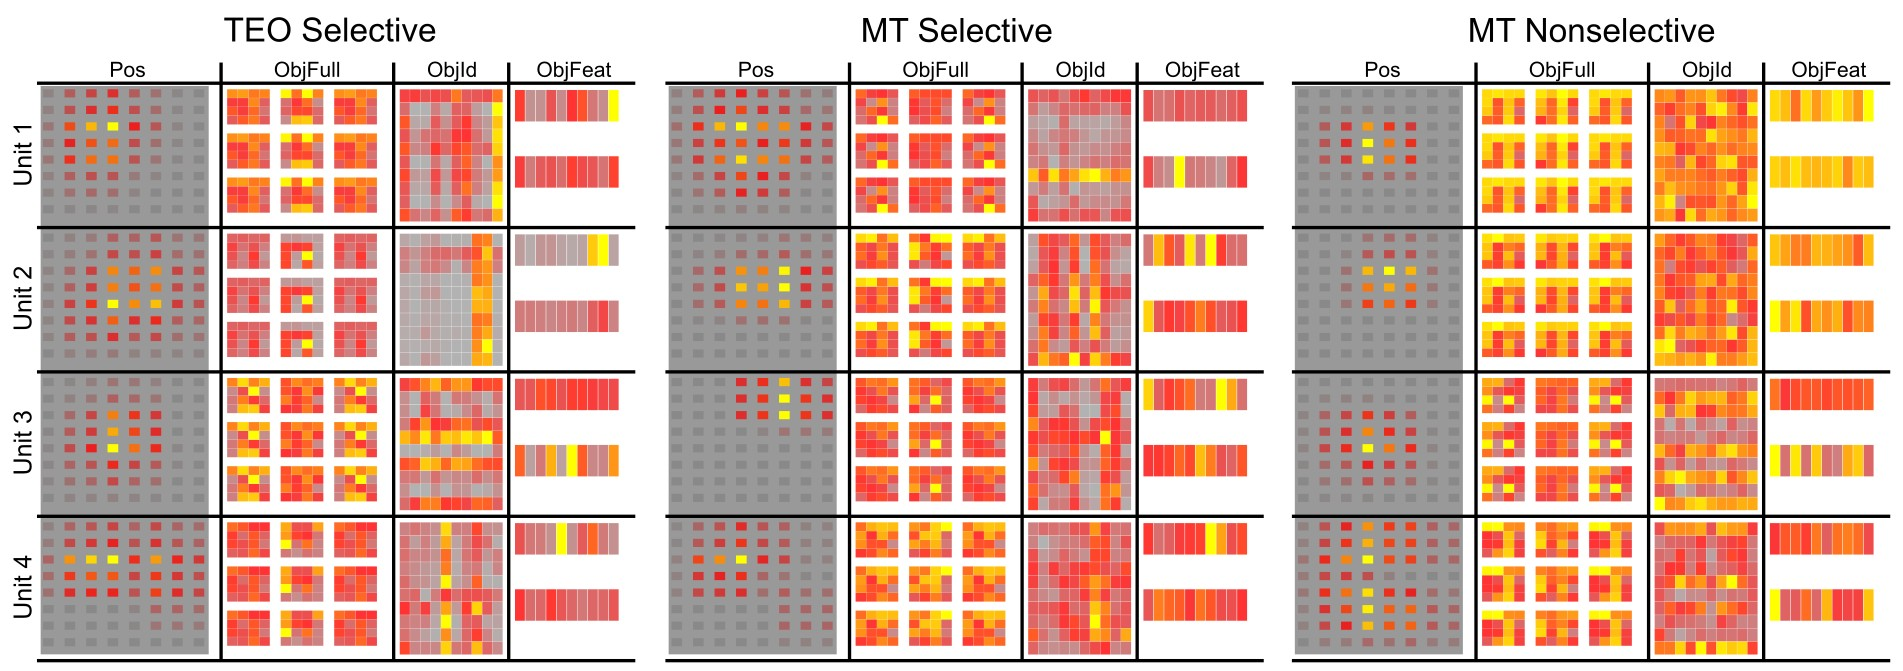 TEO Selective MT Selective MT Nonselective
Pos ObjFull ObjId ObjFeat Pos ObjFull ObjId ObjFeat Pos ObjFull ObjId ObjFeat
Unit 1
Unit 2
Unit 3
Unit 4